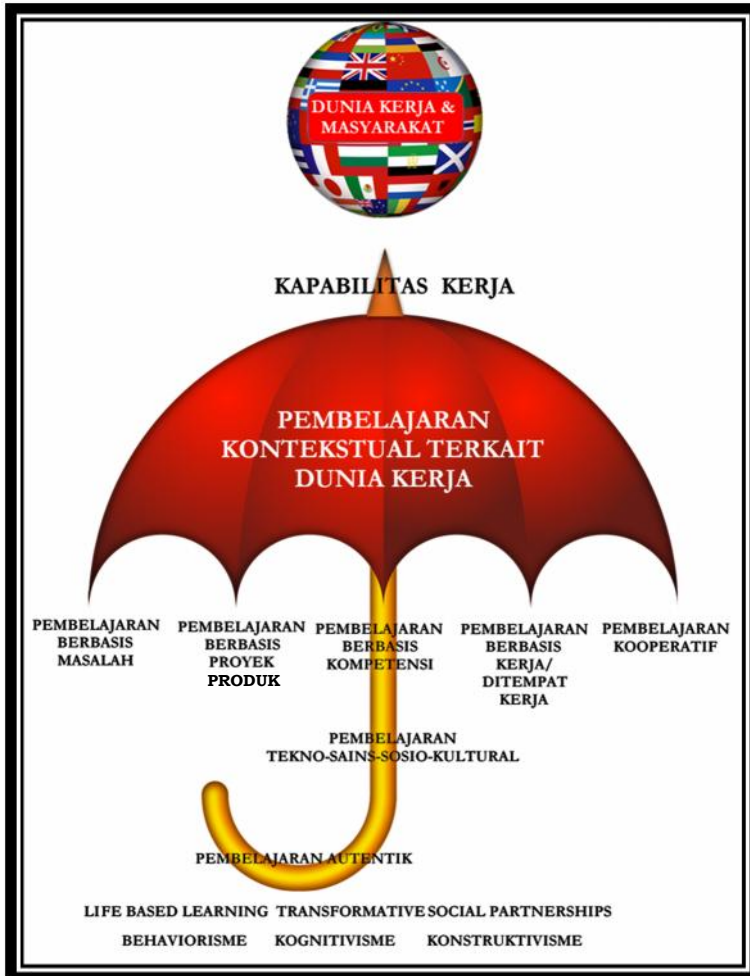 DUNIA KERJA &
MASYARAKAT
KAPABILITAS KERJA
PEMBELAJARAN
KONTEKSTUAL TERKAIT
DUNIA KERJA
PEMBELAJARAN
BERBASIS
MASALAH
PEMBELAJARAN
BERBASIS
PROYEK
PRODUK
PEMBELAJARAN
BERBASIS
KOMPETENSI
PEMBELAJARAN
BERBASIS
KERJA/
DITEMPAT
KERJA
PEMBELAJARAN
KOOPERATIF
PEMBELAJARAN
TEKNO-SAINS-SOSIO-KULTURAL
PEMBELAJARAN AUTENTIK
LIFE BASED LEARNING TRANSFORMATIVE SOCIAL PARTNERSHIPS
BEHAVIORISME KOGNITIVISME KONSTRUKTIVISME